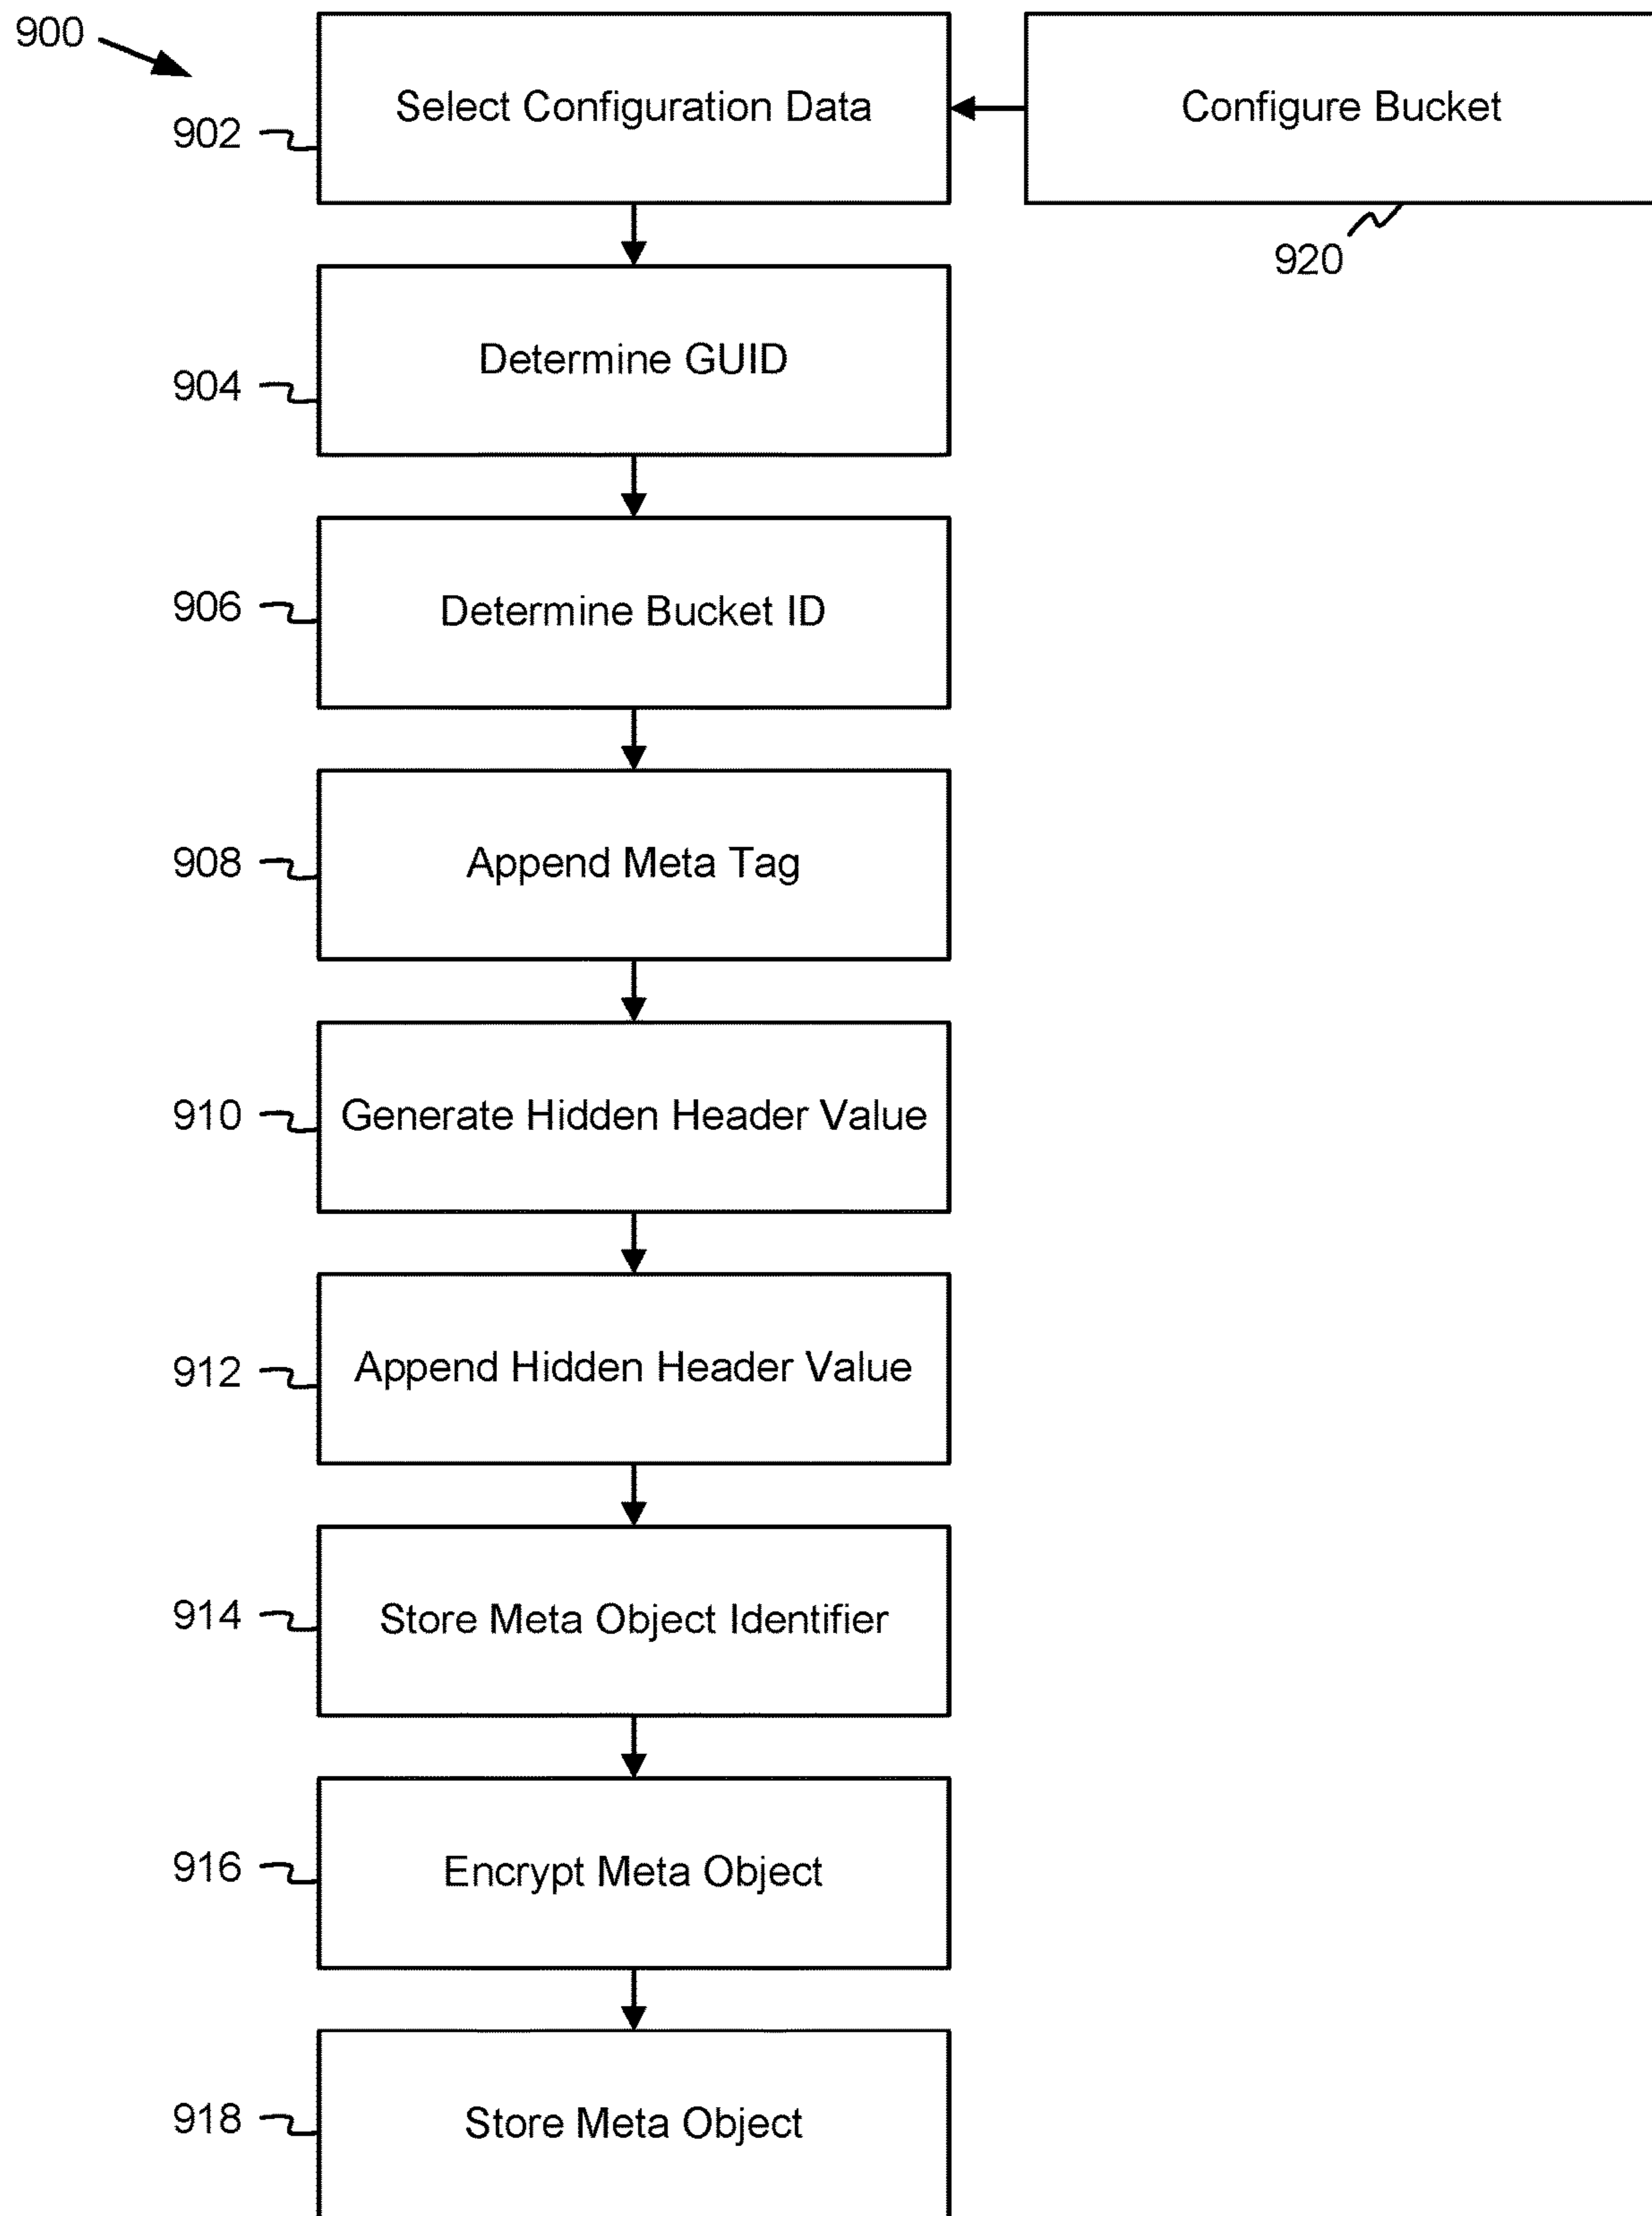 900
902
Select Configuration Data
Configure Bucket
920
904
Determine GUID
906
Determine Bucket ID
908
Append Meta Tag
910
Generate Hidden Header Value
912
Append Hidden Header Value
914
Store Meta Object Identifier
916
Encrypt Meta Object
918
Store Meta Object